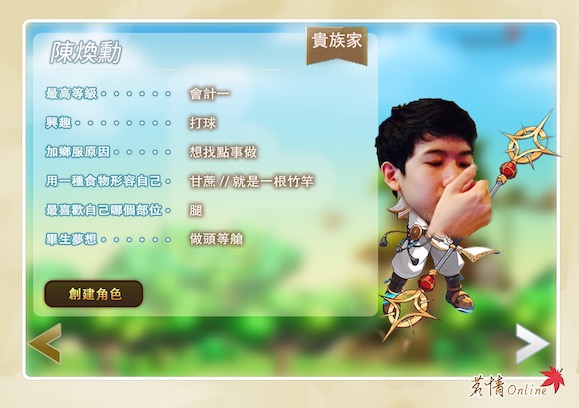 陳煥勳
貴族家
最高等級・・・・・・ 會計一
興趣・・・・・・・・ 打球
加鄉服原因・・・・・ 想找點事做
用一種食物形容自己・ 甘蔗 // 就是一根竹竿
最喜歡自己哪個部位・ 腿
畢生夢想・・・・・・ 做頭等艙
創建角色
茗情Online